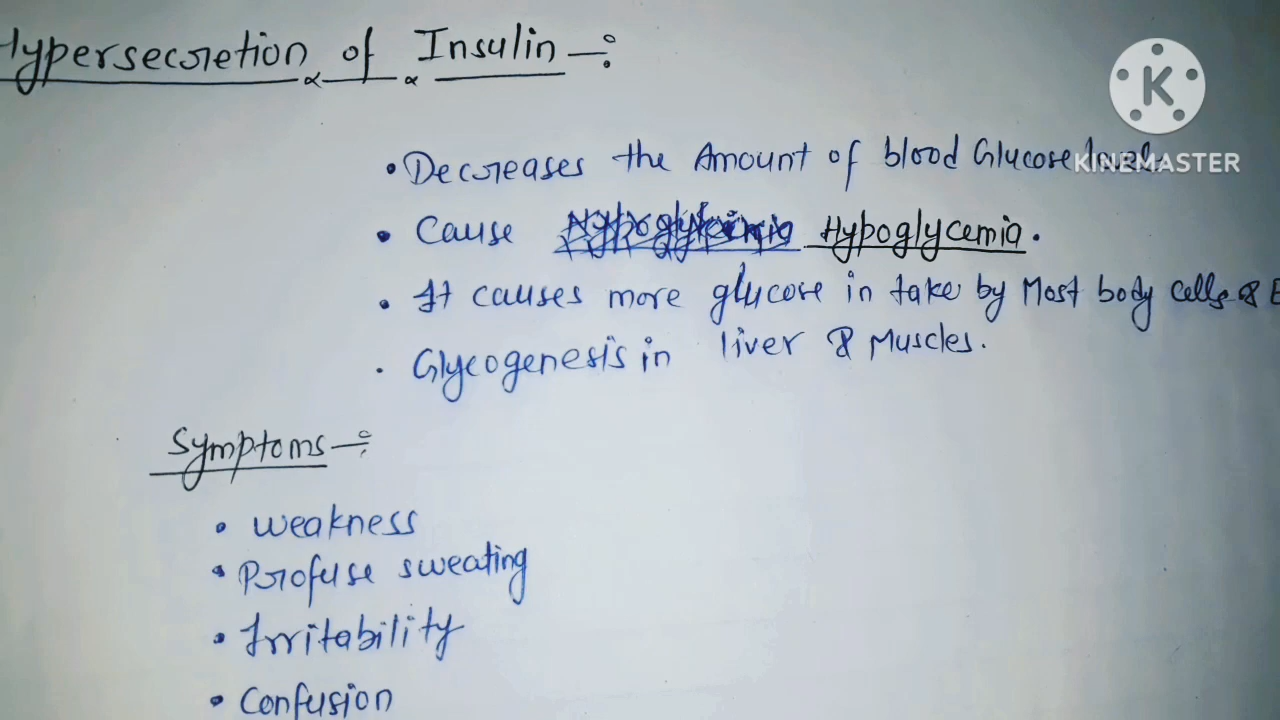 Hypersecretion of Insulin :-
K
• Decreases the Amount of blood Glucose level.
KINEMASTER
• Cause Hypoglycemia.
• It causes more glucose in take by Most body cells &
• Glycogenesis in liver & Muscles.
Symptoms :-
• Weakness
• Profuse sweating
• Irritability
• Confusion